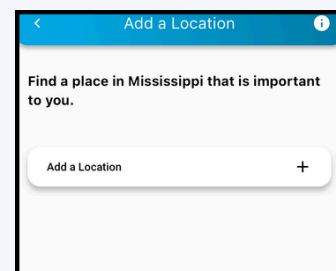 Add a Location
Find a place in Mississippi that is important
to you.
Add a Location